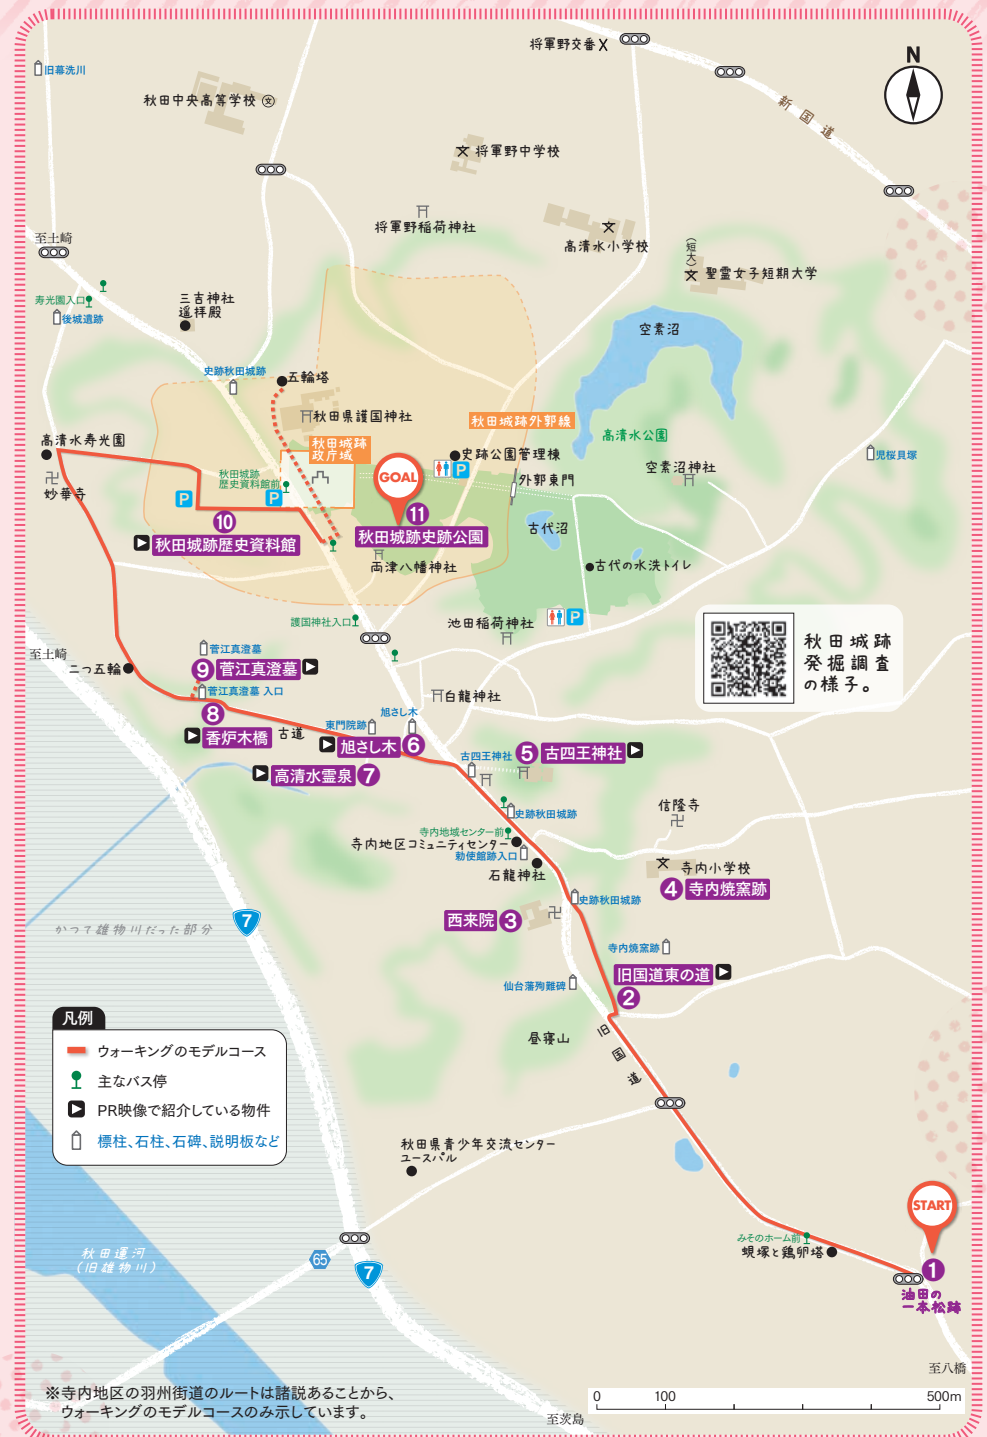 将軍野交番
N
旧幕洗川
秋田中央高等学校
新国道
将軍野中学校
将軍野稲荷神社
高清水小学校
(短大)
聖霊女子短期大学
至土崎
寿光園入口
後城遺跡
三吉神社
遥拝殿
空素沼
史跡秋田城跡
五輪塔
秋田県護国神社
秋田城跡外郭線
高清水公園
秋田城跡
政庁域
高清水寿光園
史跡公園管理棟
児桜貝塚
空素沼神社
秋田城跡
歴史資料館前
GOAL
P
外郭東門
妙華寺
P
P
10
秋田城跡歴史資料館
11
秋田城跡史跡公園
古代沼
両津八幡神社
古代の水洗トイレ
護国神社入口
池田稲荷神社
P
秋田城跡
発掘調査
の様子。
至土崎
二つ五輪
菅江真澄墓
9 菅江真澄墓
菅江真澄墓 入口
8
香炉木橋
古道
白龍神社
東門院跡
旭さし木
旭さし木 6
高清水霊泉 7
古四王神社
5 古四王神社
史跡秋田城跡
信隆寺
寺内地域センター前
寺内地区コミュニティセンター
勅使館跡入口
石龍神社
寺内小学校
4 寺内焼窯跡
史跡秋田城跡
西来院 3
寺内焼窯跡
7
かつて雄物川だった部分
旧国道東の道
2
仙台藩殉難碑
昼寝山
旧国道
凡例
ウォーキングのモデルコース
主なバス停
PR映像で紹介している物件
標柱、石柱、石碑、説明板など
秋田県青少年交流センター
ユースパル
START
みそのホーム前
蜆塚と鶏卵塔
1
油田の
一本松跡
秋田運河
(旧雄物川)
65
7
至八橋
※寺内地区の羽州街道のルートは諸説あることから、
ウォーキングのモデルコースのみ示しています。
0 100 500m
至茨島